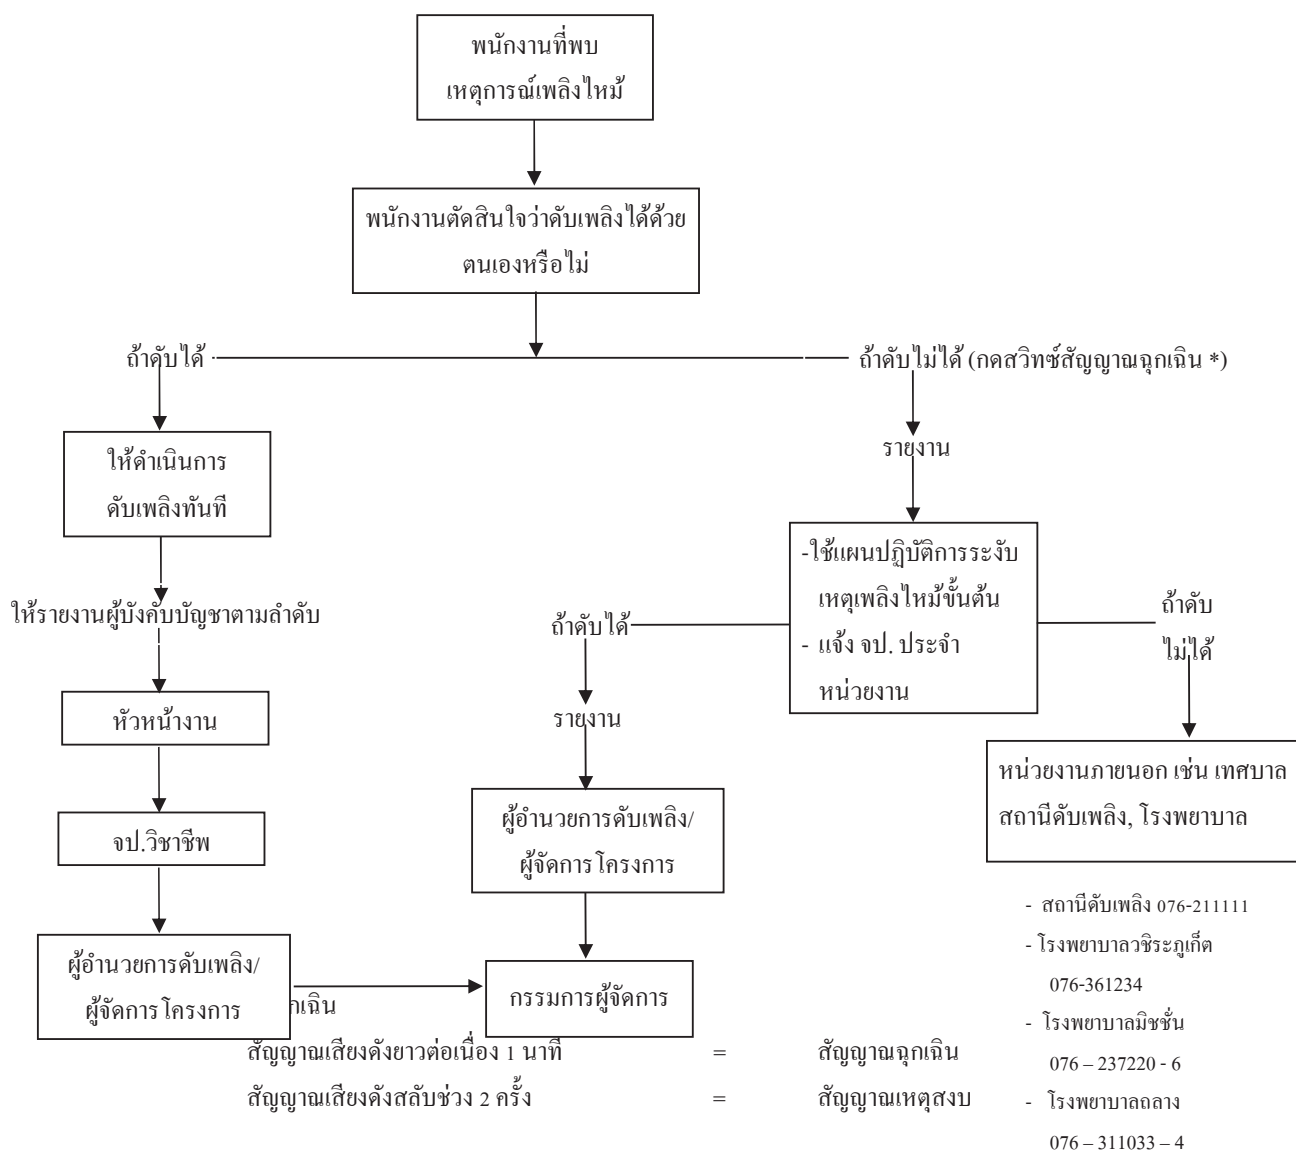 พนักงานที่พบ
เหตุการณ์เพลิงไหม้
พนักงานตัดสินใจว่าดับเพลิงได้ด้วย
ตนเองหรือไม่
ถ้าดับได้
ถ้าดับไม่ได้ (กดสวิทซ์สัญญาณฉุกเฉิน *)
ให้ดำเนินการ
ดับเพลิงทันที
ให้รายงานผู้บังคับบัญชาตามลำดับ
หัวหน้างาน
จป.วิชาชีพ
ผู้อำนวยการดับเพลิง/
ผู้จัดการโครงการ
รายงาน
-ใช้แผนปฏิบัติการระงับ
เหตุเพลิงไหม้ขั้นต้น
- แจ้ง จป. ประจำ
หน่วยงาน
ถ้าดับได้
รายงาน
ผู้อำนวยการดับเพลิง/
ผู้จัดการโครงการ
กรรมการผู้จัดการ
ถ้าดับ
ไม่ได้
หน่วยงานภายนอก เช่น เทศบาล
สถานีดับเพลิง, โรงพยาบาล
- สถานีดับเพลิง 076-211111
- โรงพยาบาลวชิระภูเก็ต
076-361234
- โรงพยาบาลมิชชั่น
076 – 237220 - 6
- โรงพยาบาลถลาง
076 – 311033 – 4
กเฉิน
สัญญาณเสียงดังยาวต่อเนื่อง 1 นาที = สัญญาณฉุกเฉิน
สัญญาณเสียงดังสลับช่วง 2 ครั้ง = สัญญาณเหตุสงบ